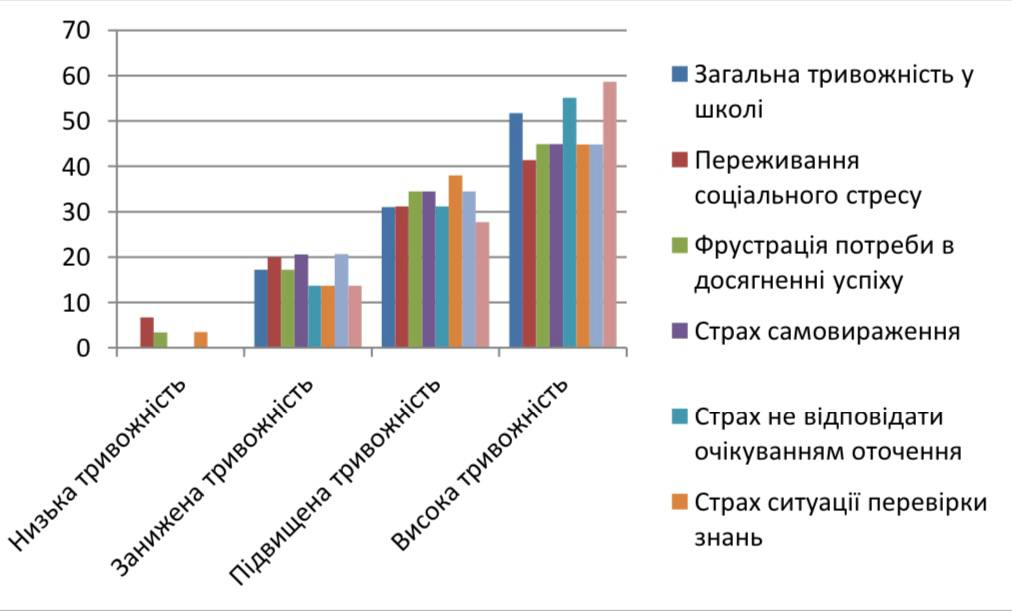 70
60
50
40
30
20
10
0
Низька тривожність
Занижена тривожність
Підвищена тривожність
Висока тривожність
Загальна тривожність у
школі
Переживання
соціального стресу
Фрустрація потреби в
досягненні успіху
Страх самовираження
Страх не відповідати
очікуванням оточення
Страх ситуації перевірки
знань